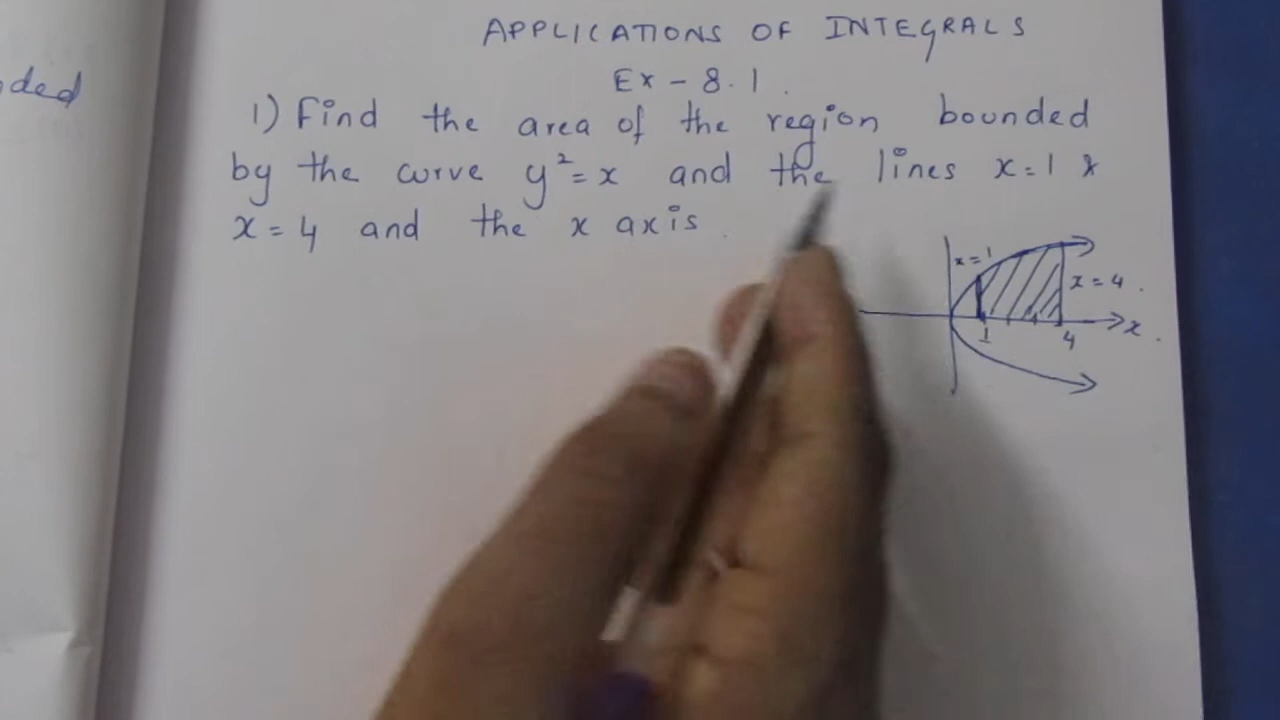 ded
APPLICATIONS OF INTEGRALS
Ex - 8.1.
1) Find the area of the region bounded
by the curve y² = x and the lines x = 1 &
x = 4 and the x axis.
x = 1
x = 4.
1
4
x.